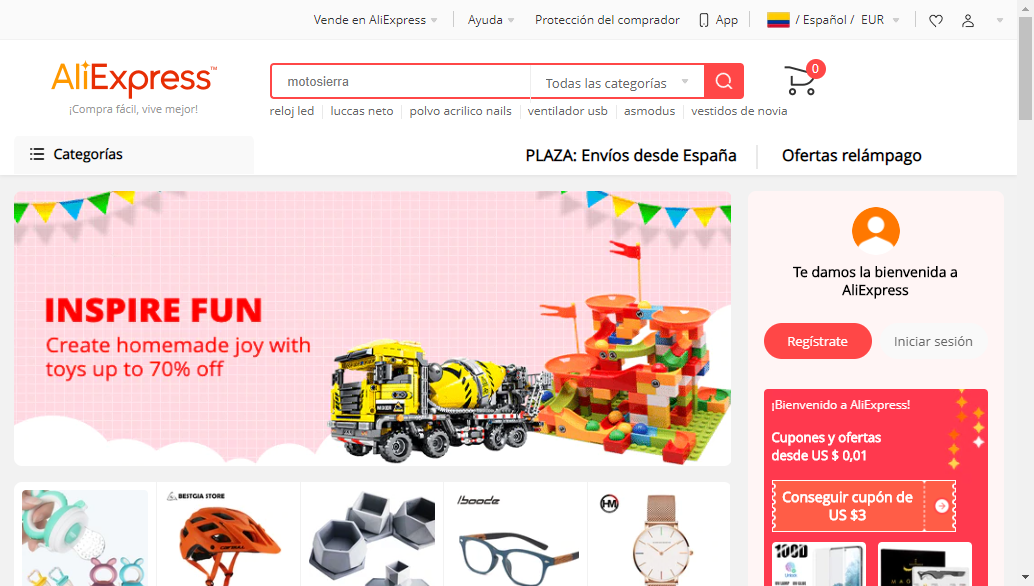 Vende en AliExpress
Ayuda
Protección del comprador
App
/ Español / EUR
AliExpress™
¡Compra fácil, vive mejor!
motosierra
Todas las categorías
0
reloj led
luccas neto
polvo acrilico nails
ventilador usb
asmodus
vestidos de novia
Categorías
PLAZA: Envíos desde España
Ofertas relámpago
INSPIRE FUN
Create homemade joy with
toys up to 70% off
MIXER
Te damos la bienvenida a
AliExpress
Regístrate
Iniciar sesión
¡Bienvenido a AliExpress!
Cupones y ofertas
desde US $ 0,01
Conseguir cupón de
US $3
BESTGIA STORE
Iboode
HM